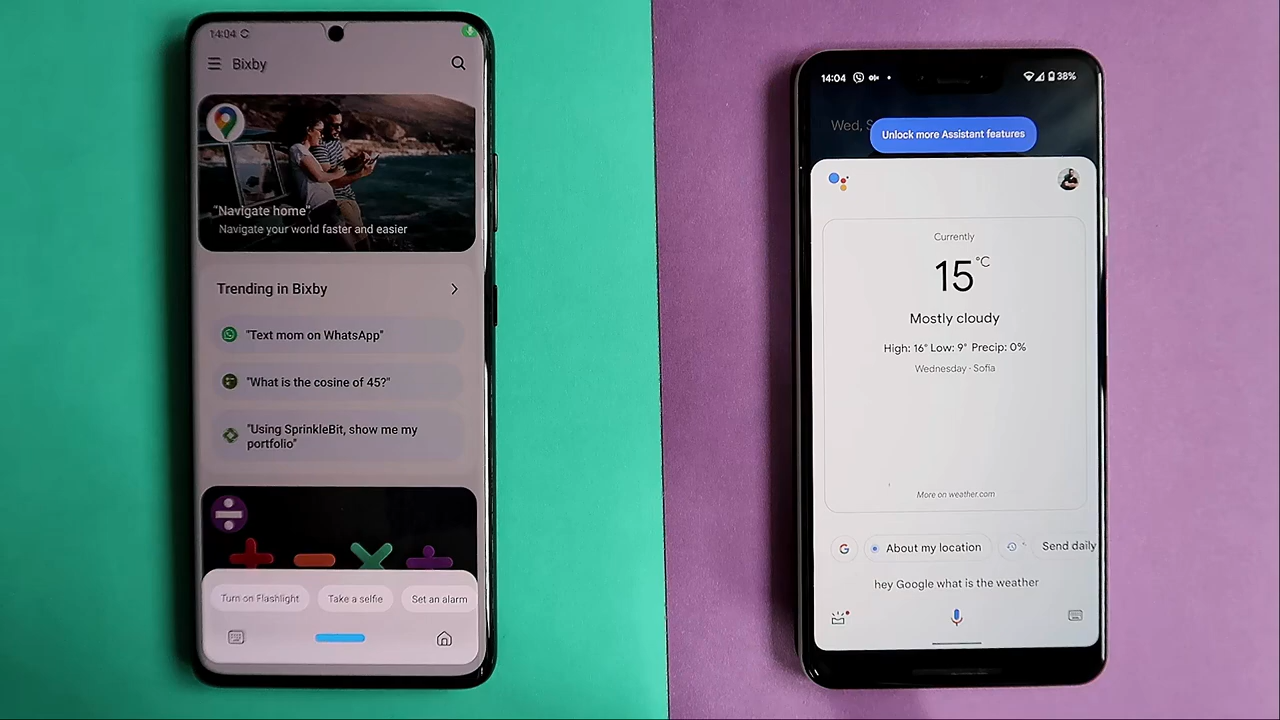 14:04
Bixby
"Navigate home"
Navigate your world faster and easier
Trending in Bixby
"Text mom on WhatsApp"
"What is the cosine of 45?"
"Using SprinkleBit, show me my
portfolio"
Turn on Flashlight
Take a selfie
Set an alarm
14:04
38%
Wed, S
Unlock more Assistant features
Currently
15°C
Mostly cloudy
High: 16° Low: 9° Precip: 0%
Wednesday · Sofia
More on weather.com
G
About my location
Send daily
hey Google what is the weather